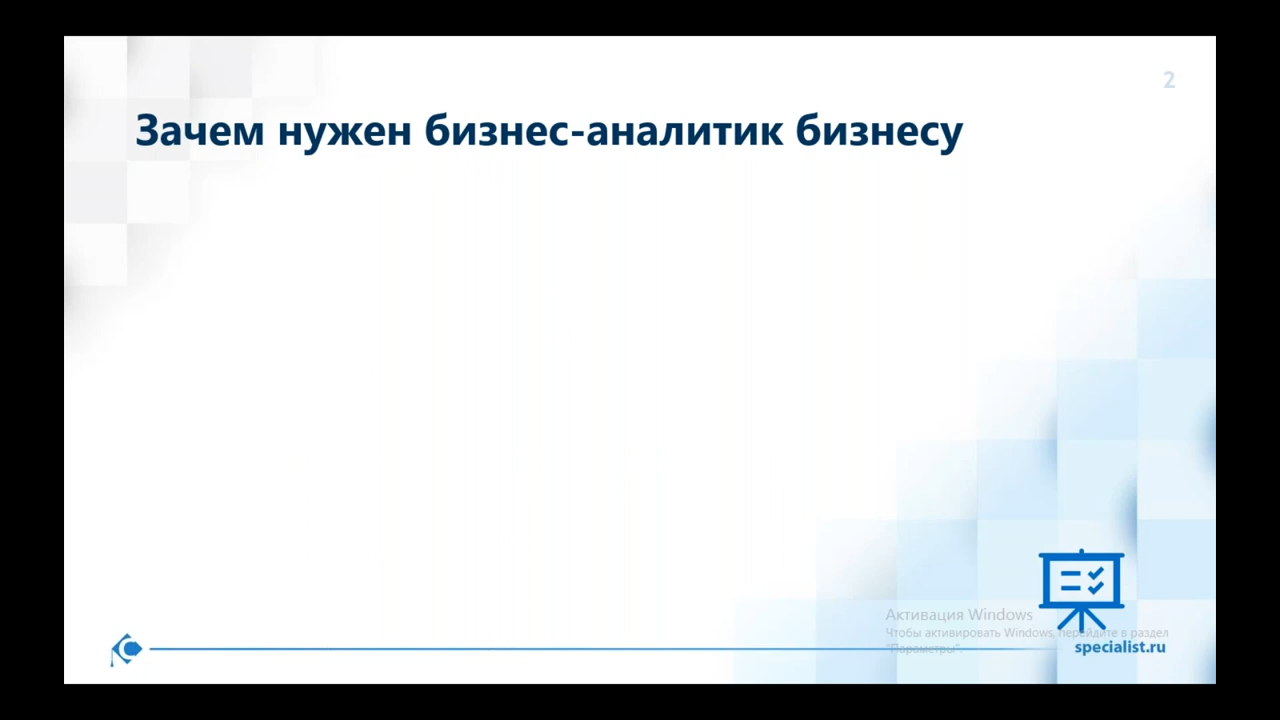 2
Зачем нужен бизнес-аналитик бизнесу
Активация Windows
Чтобы активировать Windows, перейдите в раздел
"Параметры".
specialist.ru